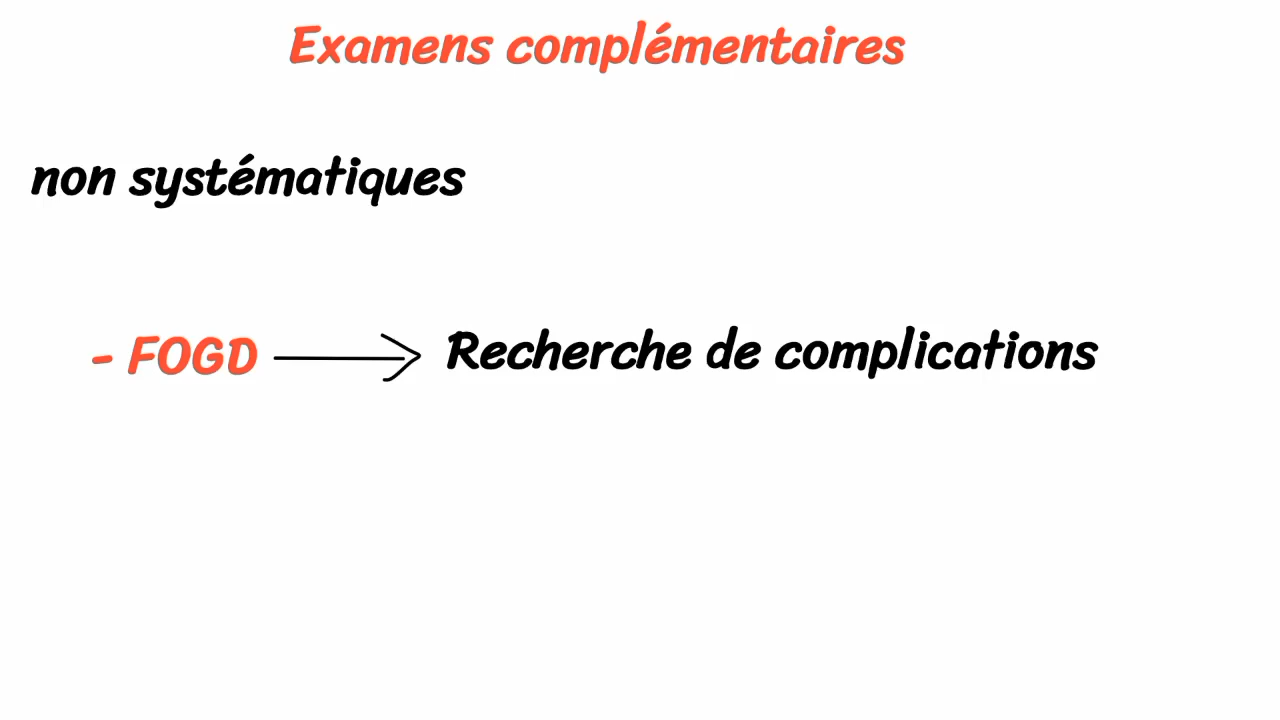 Examens complémentaires
non systématiques
- FOGD Recherche de complications